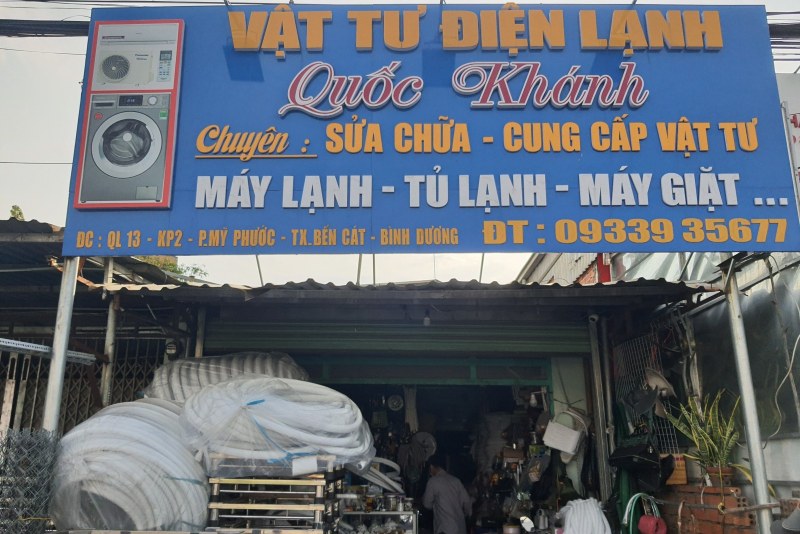 VẬT TƯ ĐIỆN LẠNH
Quốc Khánh
Chuyên : SỬA CHỮA - CUNG CẤP VẬT TƯ
MÁY LẠNH - TỦ LẠNH - MÁY GIẶT ...
ĐC : QL 13 - KP2 - P.MỸ PHƯỚC - TX.BẾN CÁT - BÌNH DƯƠNG ĐT : 09339 35677